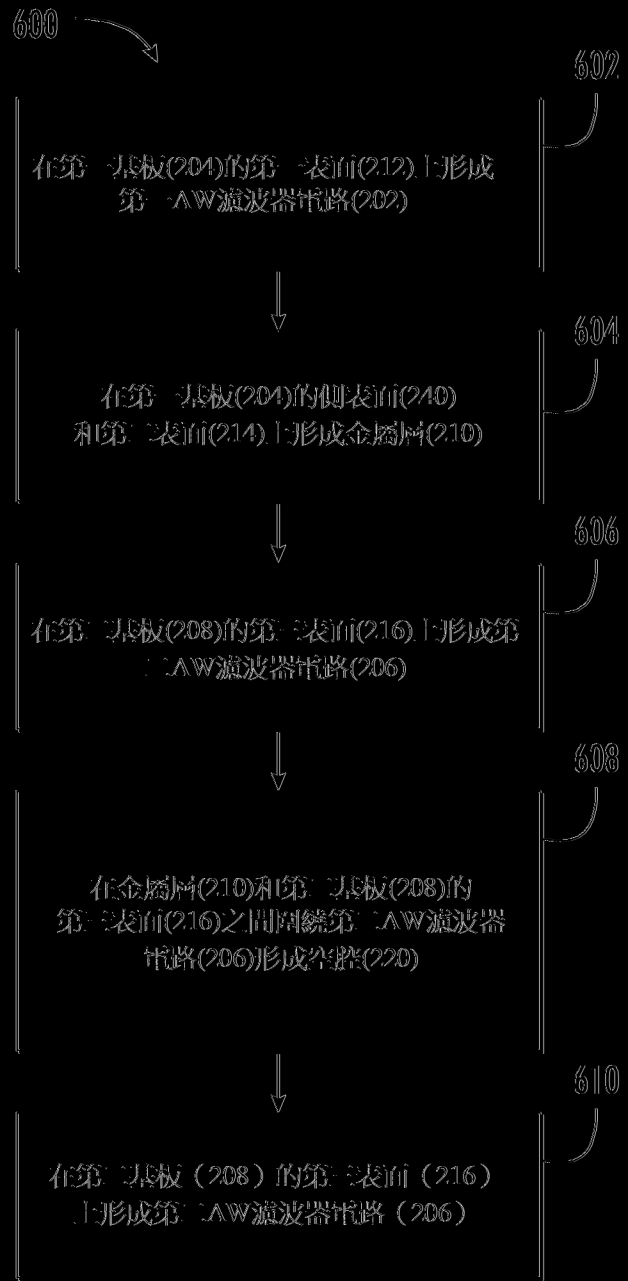 600
602
在第一基板(204)的第一表面(212)上形成
第一AW濾波器電路(202)
604
在第一基板(204)的側表面(240)
和第二表面(214)上形成金屬層(210)
606
在第二基板(208)的第三表面(216)上形成第
二AW濾波器電路(206)
608
在金屬層(210)和第二基板(208)的
第三表面(216)之間圍繞第二AW濾波器
電路(206)形成空腔(220)
610
在第二基板（208）的第三表面（216）
上形成第二AW濾波器電路（206）